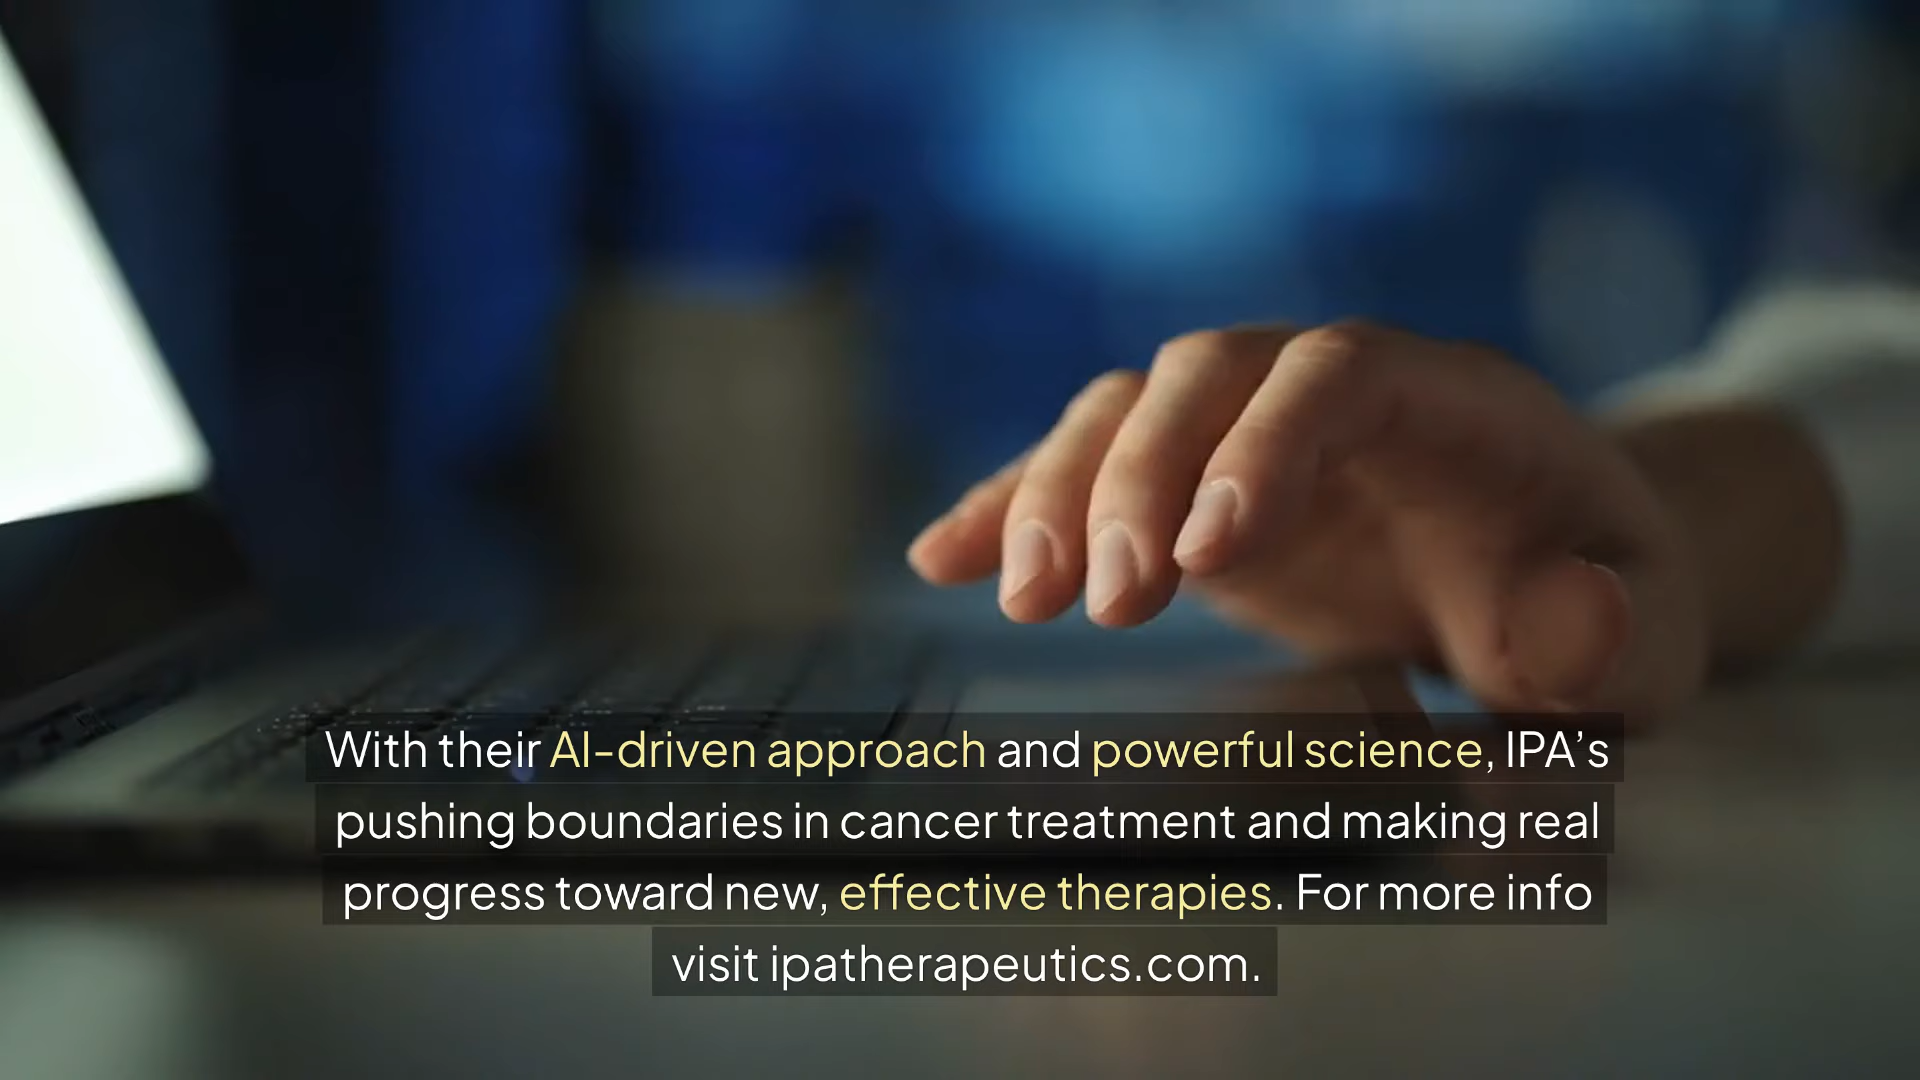 With their AI-driven approach and powerful science, IPA’s
pushing boundaries in cancer treatment and making real
progress toward new, effective therapies. For more info
visit ipatherapeutics.com.